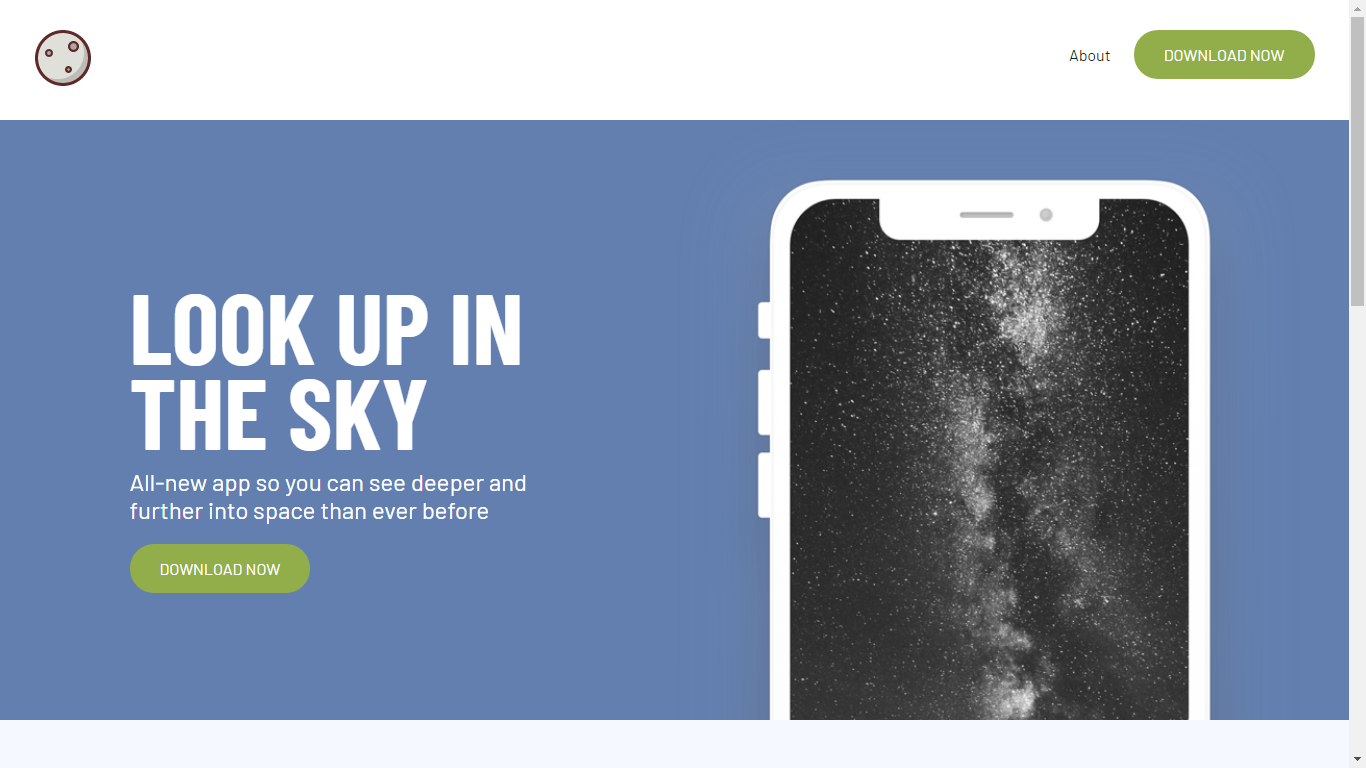 About
DOWNLOAD NOW
LOOK UP IN
THE SKY
All-new app so you can see deeper and
further into space than ever before
DOWNLOAD NOW